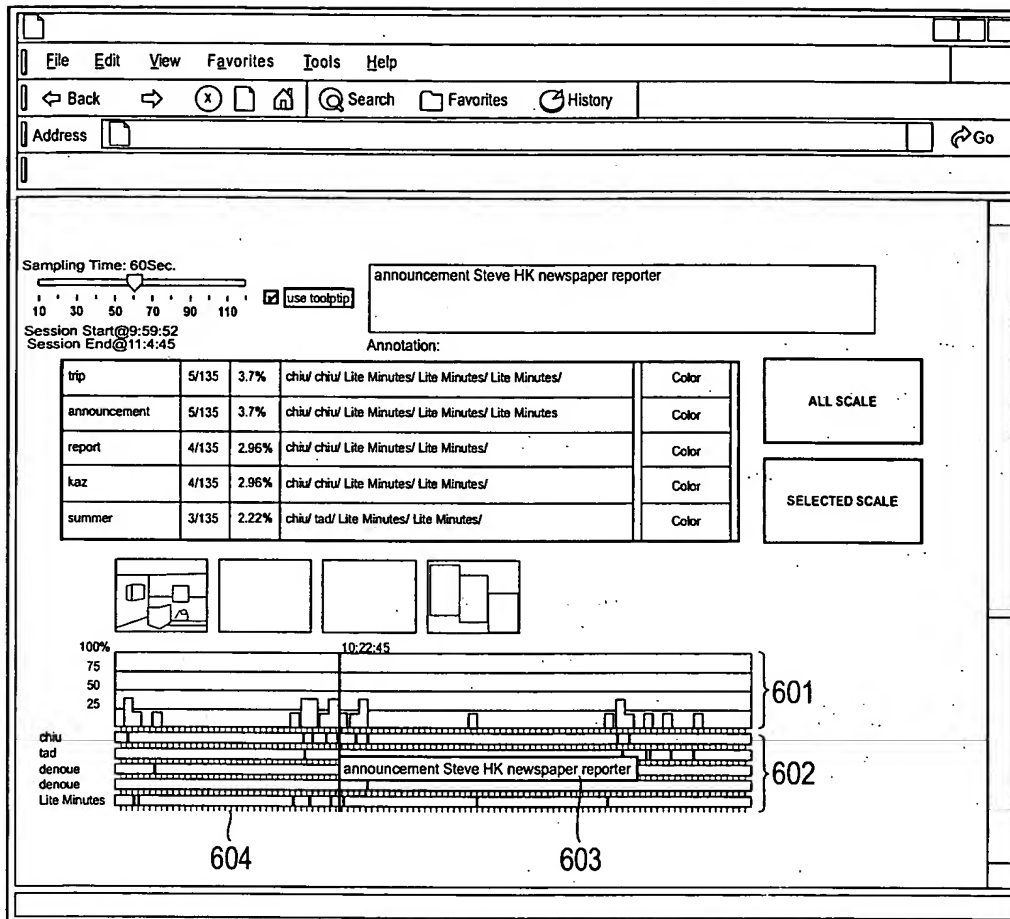 File Edit View Favorites Tools Help
Back X Search Favorites History
Address Go
Sampling Time: 60Sec.
10 30 50 70 90 110
use tooltip
announcement Steve HK newspaper reporter
Session Start@9:59:52
Session End@11:4:45
Annotation:
trip 5/135 3.7% chiu/ chiu/ Lite Minutes/ Lite Minutes/ Lite Minutes/ Color
announcement 5/135 3.7% chiu/ chiu/ Lite Minutes/ Lite Minutes/ Lite Minutes Color
report 4/135 2.96% chiu/ chiu/ Lite Minutes/ Lite Minutes/ Color
kaz 4/135 2.96% chiu/ chiu/ Lite Minutes/ Lite Minutes/ Color
summer 3/135 2.22% chiu/ tad/ Lite Minutes/ Lite Minutes/ Color
ALL SCALE
SELECTED SCALE
10:22:45
100%
75
50
25
601
chiu
tad
denoue
denoue
Lite Minutes
announcement Steve HK newspaper reporter
602
604
603